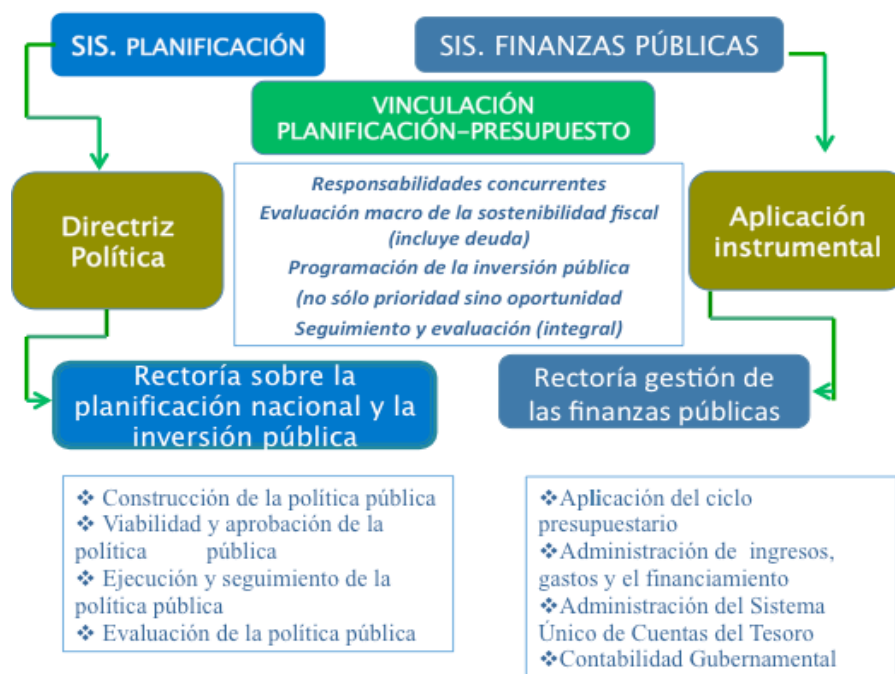 SIS. PLANIFICACIÓN
SIS. FINANZAS PÚBLICAS
VINCULACIÓN
PLANIFICACIÓN-PRESUPUESTO
Directriz
Política
Responsabilidades concurrentes
Evaluación macro de la sostenibilidad fiscal
(incluye deuda)
Programación de la inversión pública
(no sólo prioridad sino oportunidad
Seguimiento y evaluación (integral)
Aplicación
instrumental
Rectoría sobre la
planificación nacional y la
inversión pública
Rectoría gestión de
las finanzas públicas
❖ Construcción de la política pública
❖ Viabilidad y aprobación de la
política pública
❖ Ejecución y seguimiento de la
política pública
❖ Evaluación de la política pública
❖Aplicación del ciclo
presupuestario
❖Administración de ingresos,
gastos y el financiamiento
❖Administración del Sistema
Único de Cuentas del Tesoro
❖Contabilidad Gubernamental